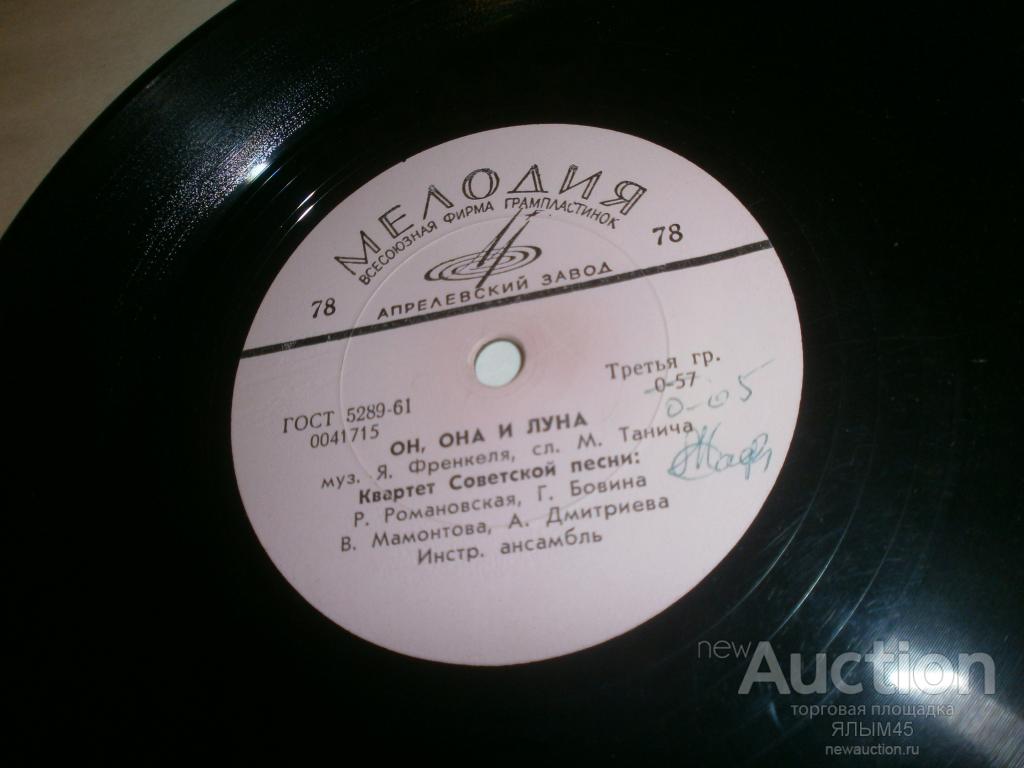 МЕЛОДИЯ
ВСЕСОЮЗНАЯ ФИРМА ГРАМПЛАСТИНОК
78 78
АПРЕЛЕВСКИЙ ЗАВОД
Третья гр.
ГОСТ 5289-61 0-57
0041715 0-05
ОН, ОНА И ЛУНА
муз. Я. Френкеля, сл. М. Танича
Квартет Советской песни:
Р. Романовская, Г. Бовина
В. Мамонтова, А. Дмитриева
Инстр. ансамбль
newAuction
торговая площадка
ЯЛЫМ45
newauction.ru